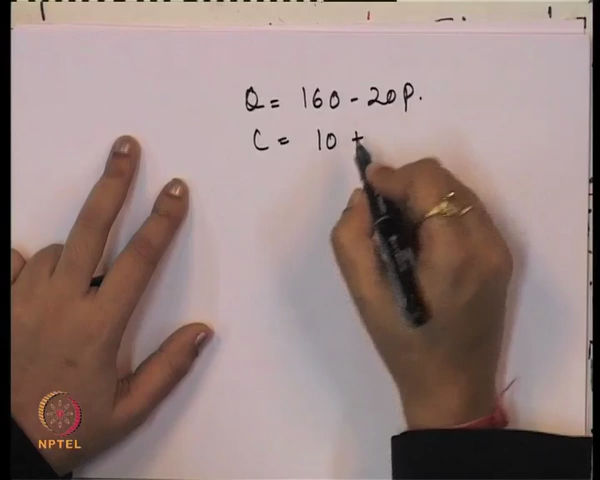 Q = 160 - 20P.
C = 10 +
NPTEL